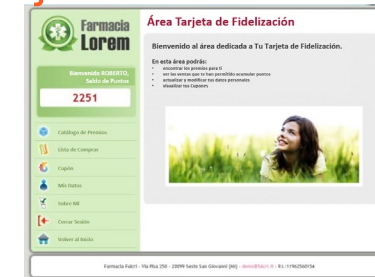 Farmacia
Lorem
Bienvenido ROBERTO,
Saldo de Puntos
2251
Catálogo de Premios
Lista de Compras
Cupón
Mis Datos
Sobre Mí
Cerrar Sesión
Volver al Inicio
Área Tarjeta de Fidelización
Bienvenido al área dedicada a Tu Tarjeta de Fidelización.
En esta área podrás:
encontrar los premios para ti
ver las ventas que te han permitido acumular puntos
actualizar y modificar tus datos personales
visualizar tus Cupones